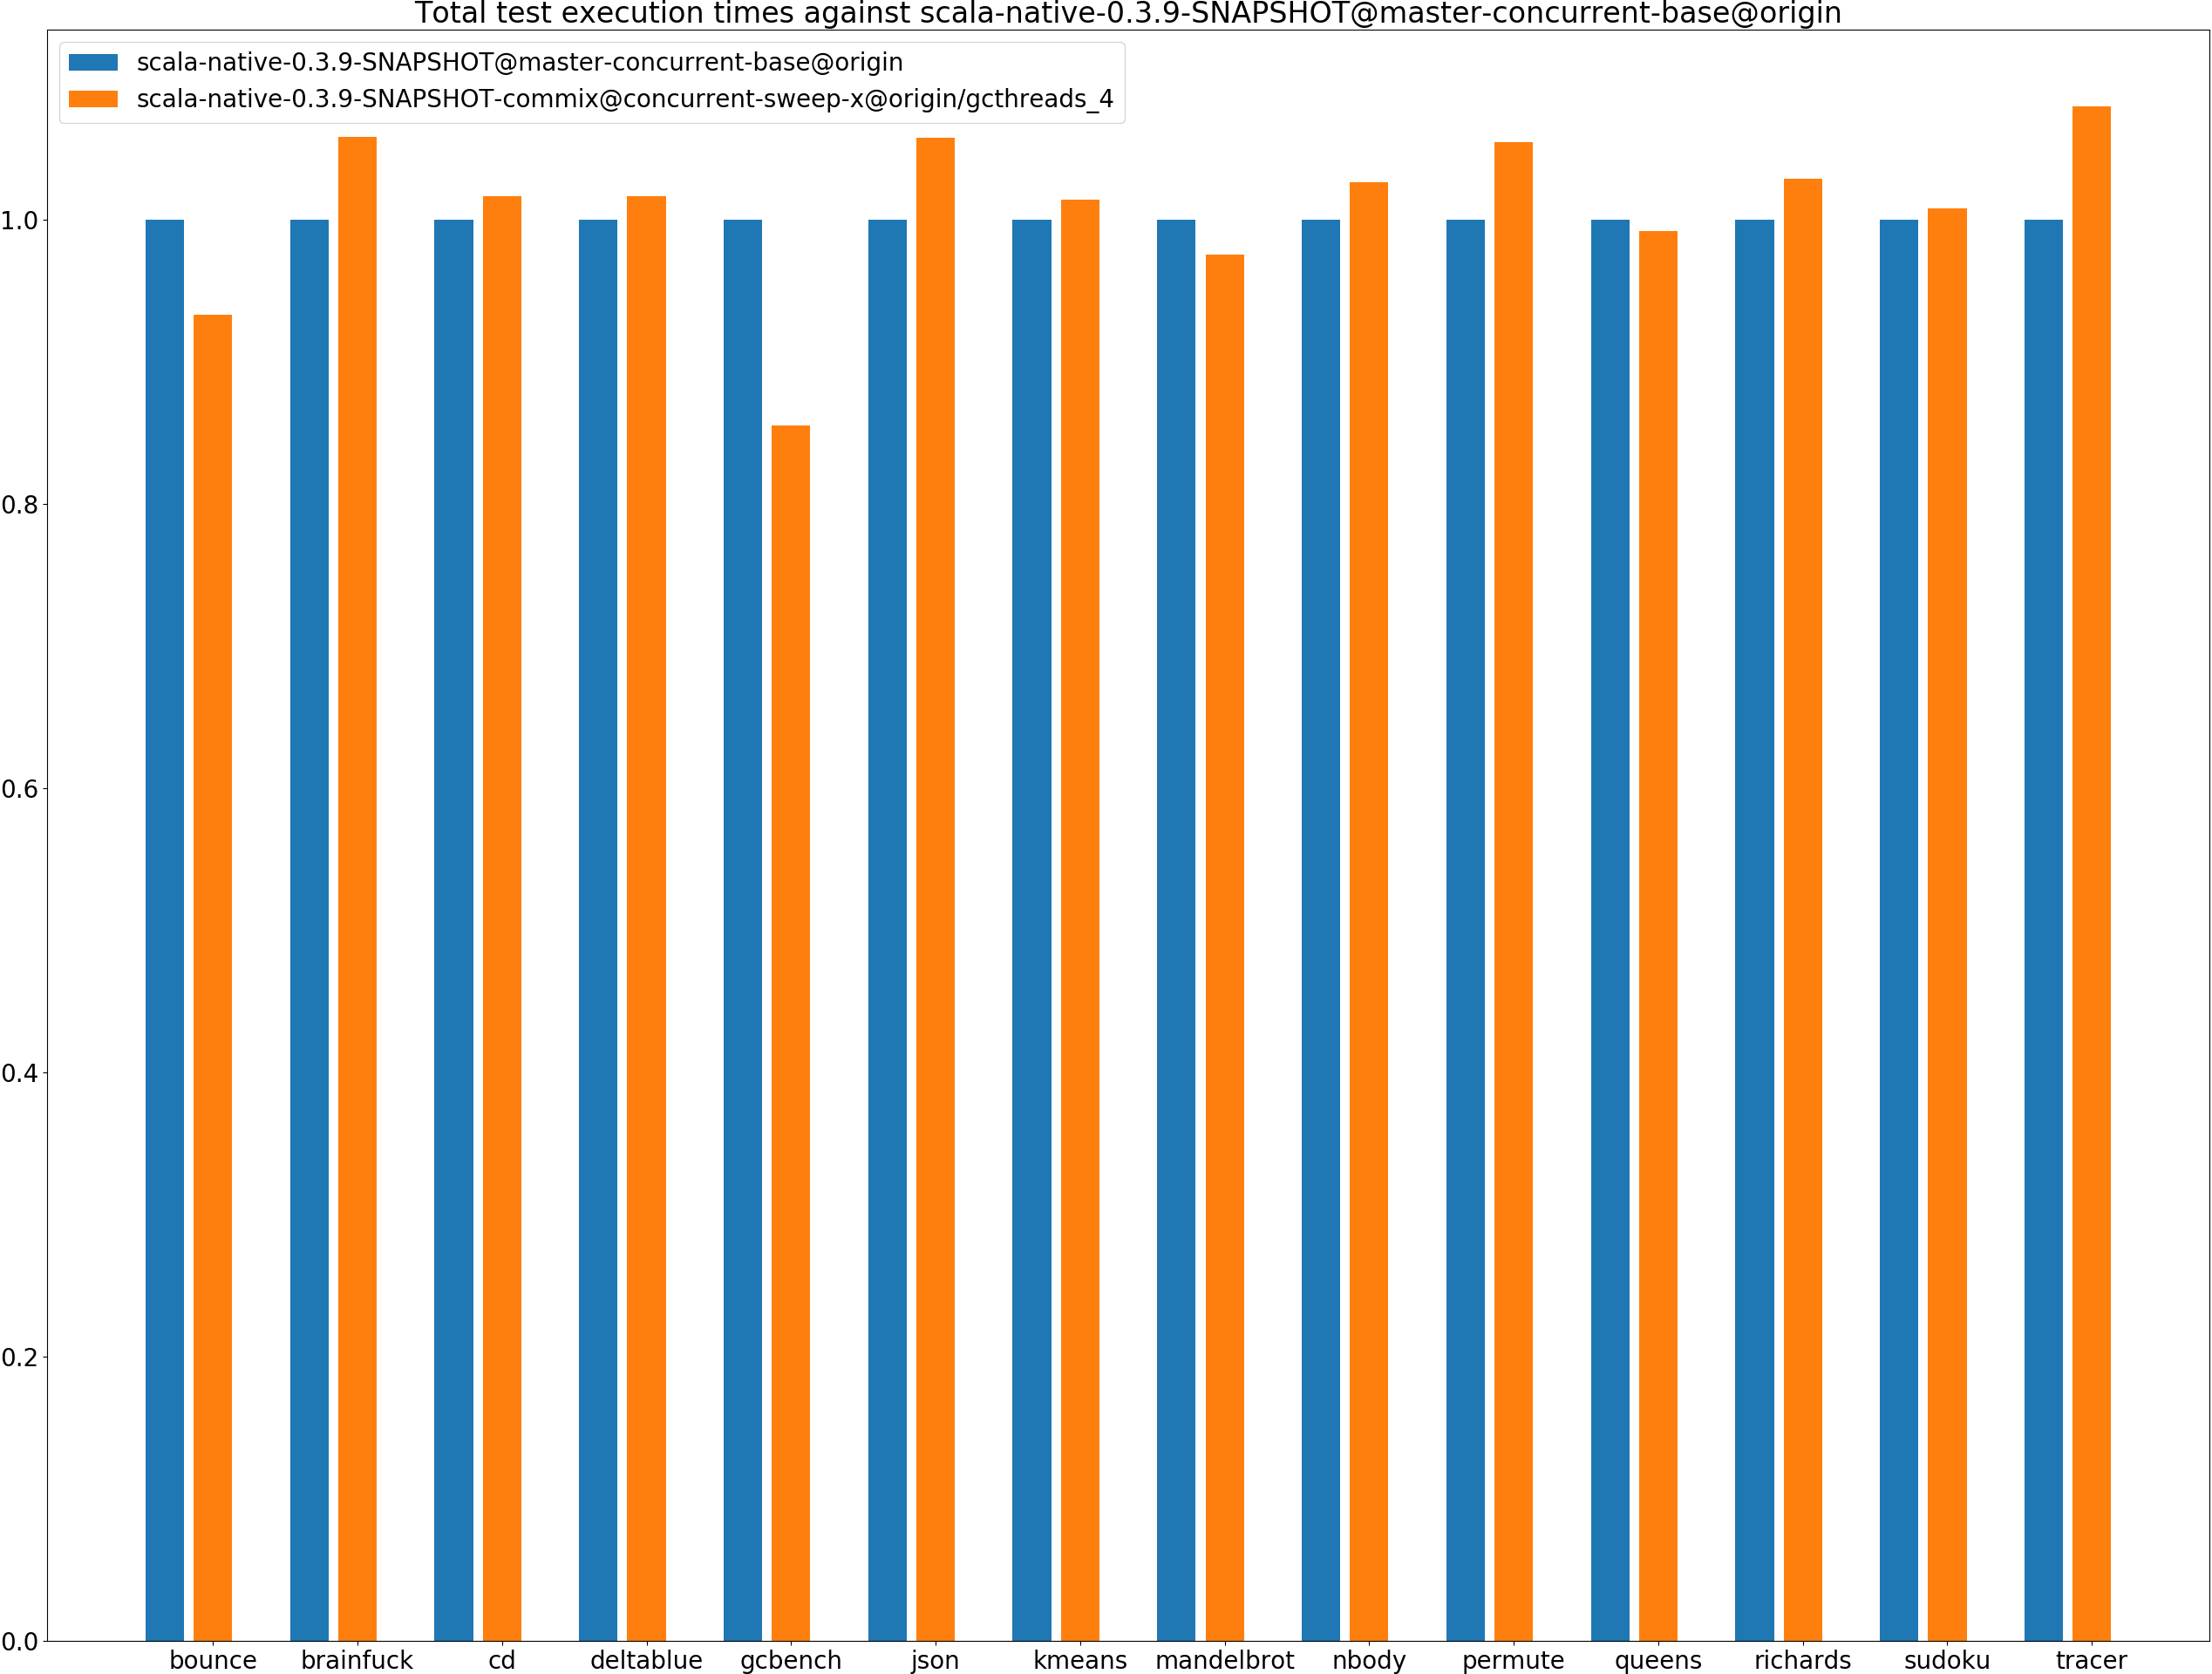 Total test execution times against scala-native-0.3.9-SNAPSHOT@master-concurrent-base@origin
scala-native-0.3.9-SNAPSHOT@master-concurrent-base@origin
scala-native-0.3.9-SNAPSHOT-commix@concurrent-sweep-x@origin/gcthreads_4
1.0
0.8
0.6
0.4
0.2
0.0
bounce brainfuck cd deltablue gcbench json kmeans mandelbrot nbody permute queens richards sudoku tracer